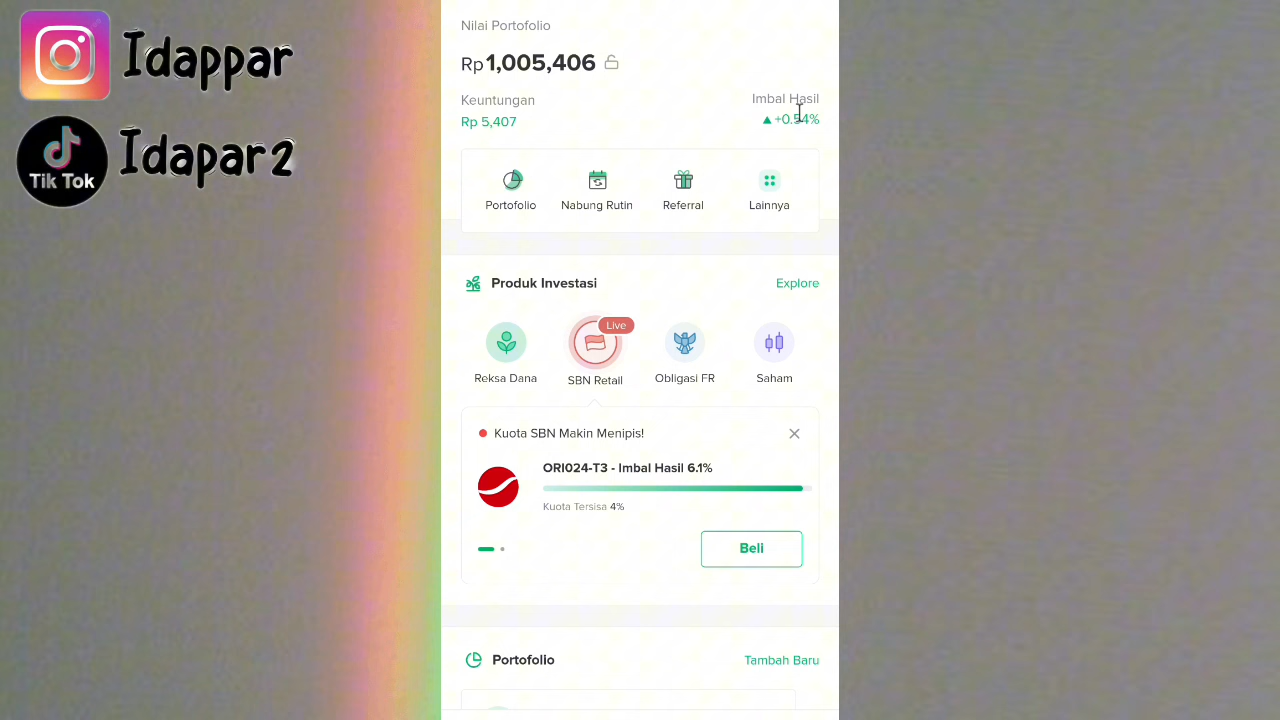 Idappar
Tik Tok
Idapar2
Nilai Portofolio
Rp 1,005,406
Keuntungan
Imbal Hasil
Rp 5,407
+0.54%
Portofolio
Nabung Rutin
Referral
Lainnya
Produk Investasi
Explore
Live
Reksa Dana
SBN Retail
Obligasi FR
Saham
Kuota SBN Makin Menipis!
ORI024-T3 - Imbal Hasil 6.1%
Kuota Tersisa 4%
Beli
Portofolio
Tambah Baru